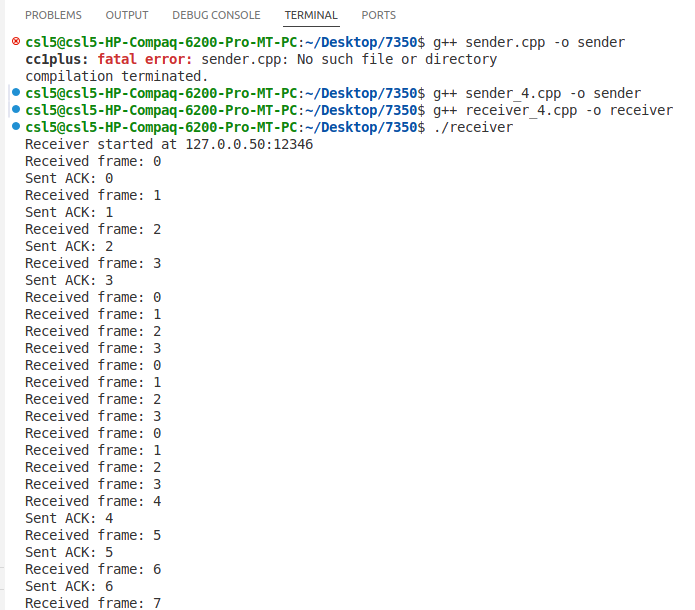 PROBLEMS OUTPUT DEBUG CONSOLE TERMINAL PORTS
csl5@csl5-HP-Compaq-6200-Pro-MT-PC:~/Desktop/7350$ g++ sender.cpp -o sender
cc1plus: fatal error: sender.cpp: No such file or directory
compilation terminated.
csl5@csl5-HP-Compaq-6200-Pro-MT-PC:~/Desktop/7350$ g++ sender_4.cpp -o sender
csl5@csl5-HP-Compaq-6200-Pro-MT-PC:~/Desktop/7350$ g++ receiver_4.cpp -o receiver
csl5@csl5-HP-Compaq-6200-Pro-MT-PC:~/Desktop/7350$ ./receiver
Receiver started at 127.0.0.50:12346
Received frame: 0
Sent ACK: 0
Received frame: 1
Sent ACK: 1
Received frame: 2
Sent ACK: 2
Received frame: 3
Sent ACK: 3
Received frame: 0
Received frame: 1
Received frame: 2
Received frame: 3
Received frame: 0
Received frame: 1
Received frame: 2
Received frame: 3
Received frame: 0
Received frame: 1
Received frame: 2
Received frame: 3
Received frame: 4
Sent ACK: 4
Received frame: 5
Sent ACK: 5
Received frame: 6
Sent ACK: 6
Received frame: 7